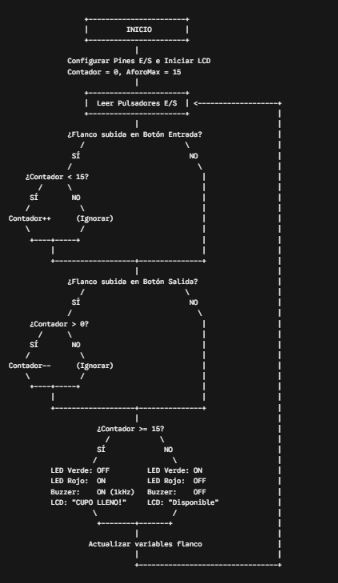 INICIO
Configurar Pines E/S e Iniciar LCD
Contador = 0, AforoMax = 15
Leer Pulsadores E/S
¿Flanco subida en Botón Entrada?
SÍ NO
¿Contador < 15?
SÍ NO
Contador++ (Ignorar)
¿Flanco subida en Botón Salida?
SÍ NO
¿Contador > 0?
SÍ NO
Contador-- (Ignorar)
¿Contador >= 15?
SÍ NO
LED Verde: OFF LED Verde: ON
LED Rojo: ON LED Rojo: OFF
Buzzer: ON (1kHz) Buzzer: OFF
LCD: "CUPO LLENO!" LCD: "Disponible"
Actualizar variables flanco